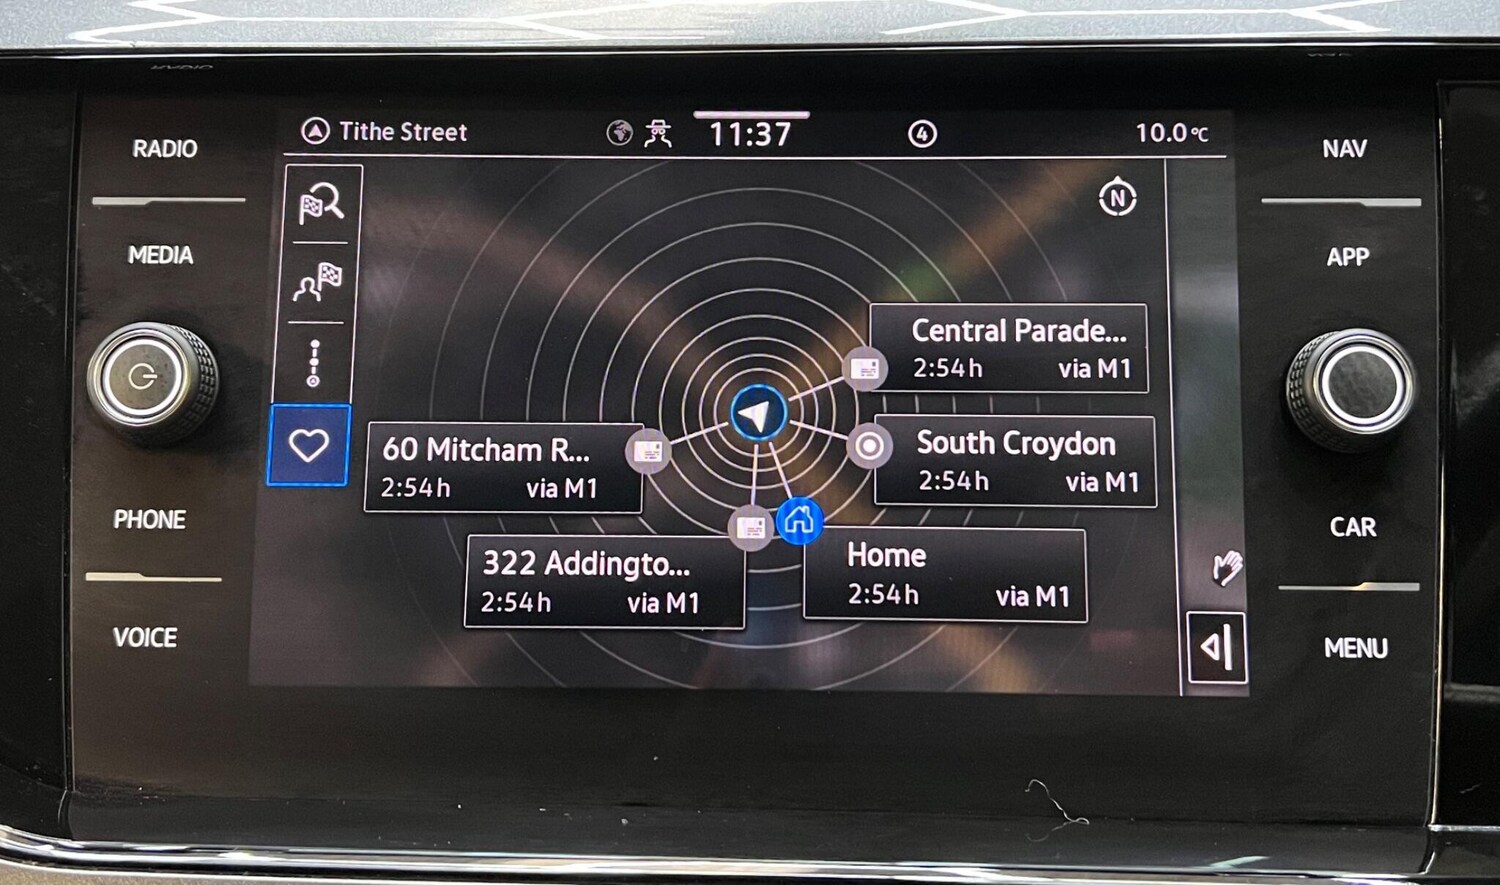 RADIO
MEDIA
PHONE
VOICE
Tithe Street
11:37
4
10.0°C
N
Central Parade...
2:54h via M1
60 Mitcham R...
2:54h via M1
South Croydon
2:54h via M1
322 Addingto...
2:54h via M1
Home
2:54h via M1
NAV
APP
CAR
MENU